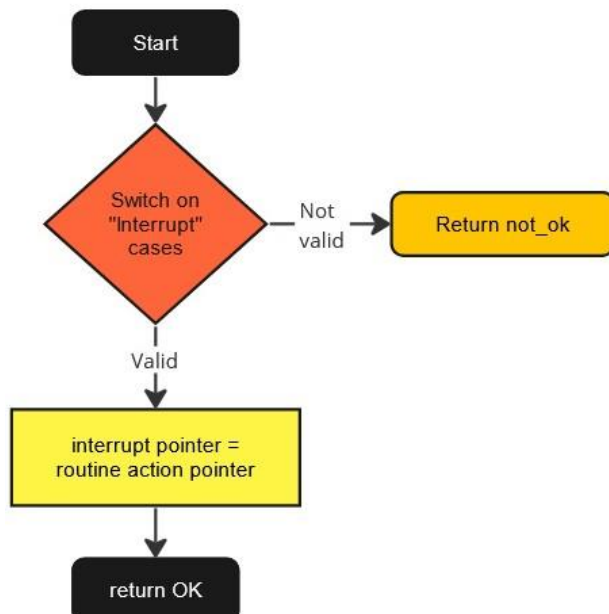 Start
Switch on
"Interrupt"
cases
Not
valid
Return not_ok
Valid
interrupt pointer =
routine action pointer
return OK